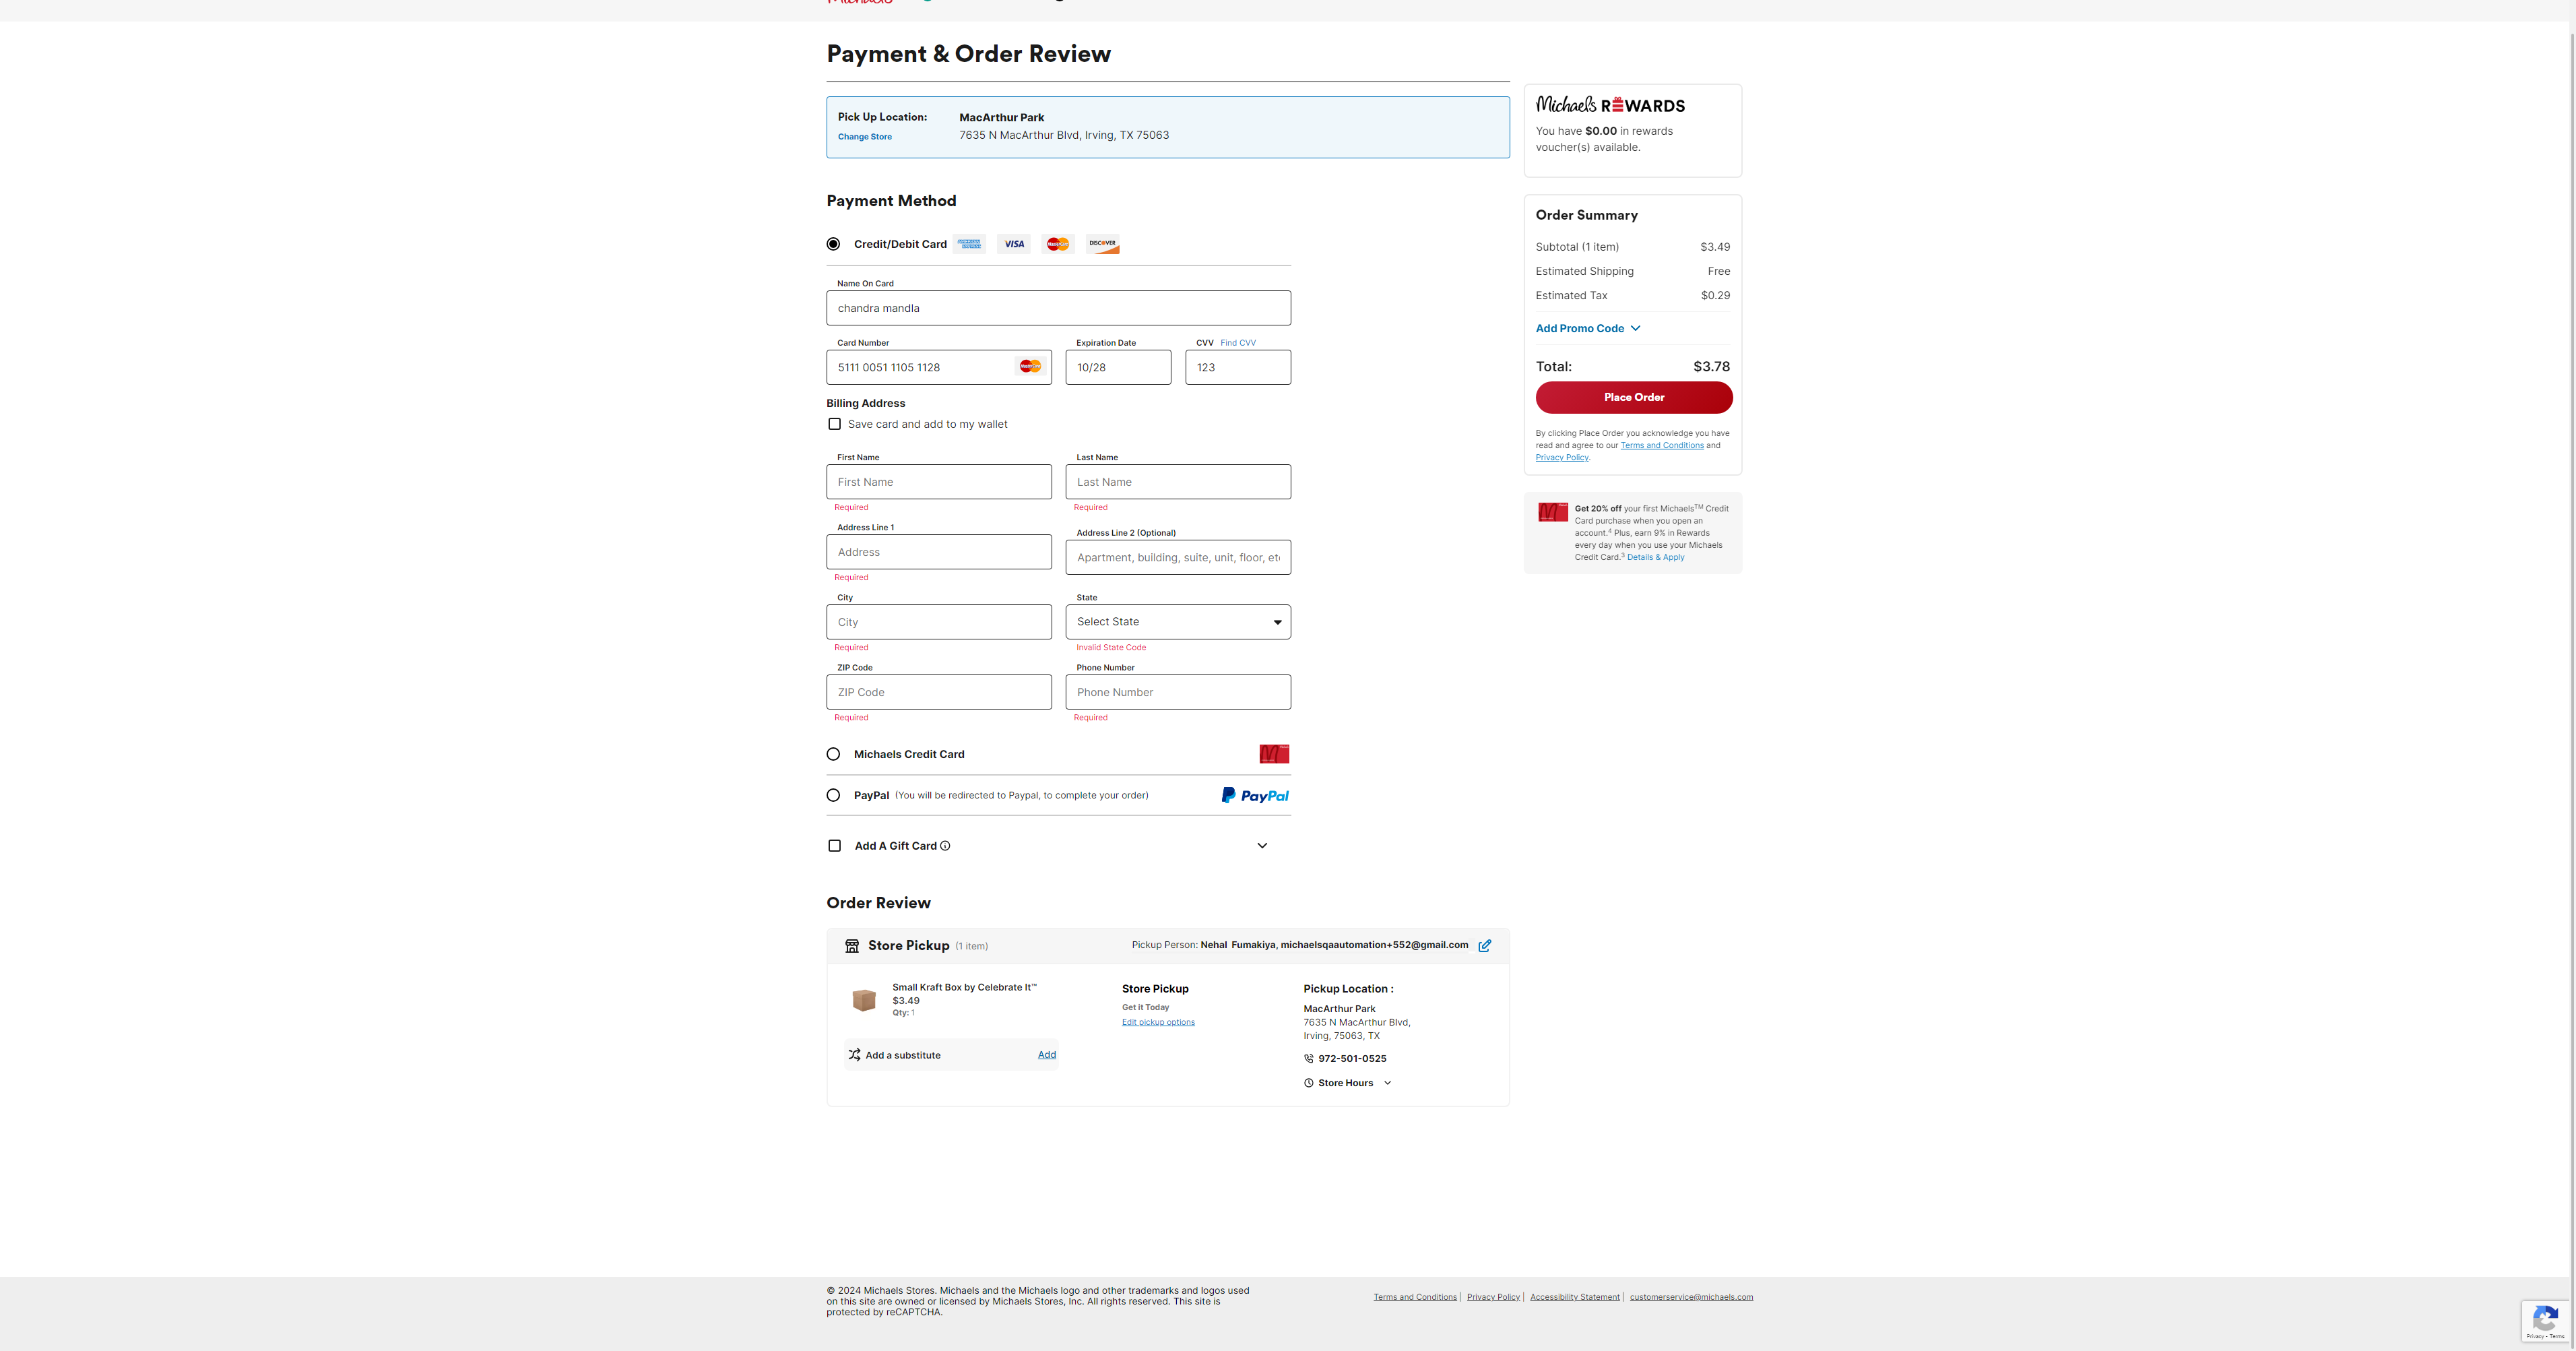 Michaels
Payment & Order Review
Pick Up Location:
Change Store
MacArthur Park
7635 N MacArthur Blvd, Irving, TX 75063
Payment Method
Credit/Debit Card
AMERICAN EXPRESS
VISA
MasterCard
DISCOVER
Name On Card
chandra mandla
Card Number
5111 0051 1105 1128
MasterCard
Expiration Date
10/28
CVV Find CVV
123
Billing Address
Save card and add to my wallet
First Name
First Name
Required
Last Name
Last Name
Required
Address Line 1
Address
Required
Address Line 2 (Optional)
Apartment, building, suite, unit, floor, etc
City
City
Required
State
Select State
Invalid State Code
ZIP Code
ZIP Code
Required
Phone Number
Phone Number
Required
Michaels Credit Card
PayPal (You will be redirected to Paypal, to complete your order)
PayPal
Add A Gift Card
Order Review
Store Pickup (1 item)
Pickup Person: Nehal Fumakiya, michaelsqaautomation+552@gmail.com
Small Kraft Box by Celebrate It™
$3.49
Qty: 1
Add a substitute
Add
Store Pickup
Get it Today
Edit pickup options
Pickup Location :
MacArthur Park
7635 N MacArthur Blvd,
Irving, 75063, TX
972-501-0525
Store Hours
Michaels REWARDS
You have $0.00 in rewards
voucher(s) available.
Order Summary
Subtotal (1 item) $3.49
Estimated Shipping Free
Estimated Tax $0.29
Add Promo Code
Total: $3.78
Place Order
By clicking Place Order you acknowledge you have
read and agree to our Terms and Conditions and
Privacy Policy.
Get 20% off your first Michaels™ Credit
Card purchase when you open an
account.⁴ Plus, earn 9% in Rewards
every day when you use your Michaels
Credit Card.³ Details & Apply
© 2024 Michaels Stores. Michaels and the Michaels logo and other trademarks and logos used
on this site are owned or licensed by Michaels Stores, Inc. All rights reserved. This site is
protected by reCAPTCHA.
Terms and Conditions | Privacy Policy | Accessibility Statement | customerservice@michaels.com
Privacy - Terms